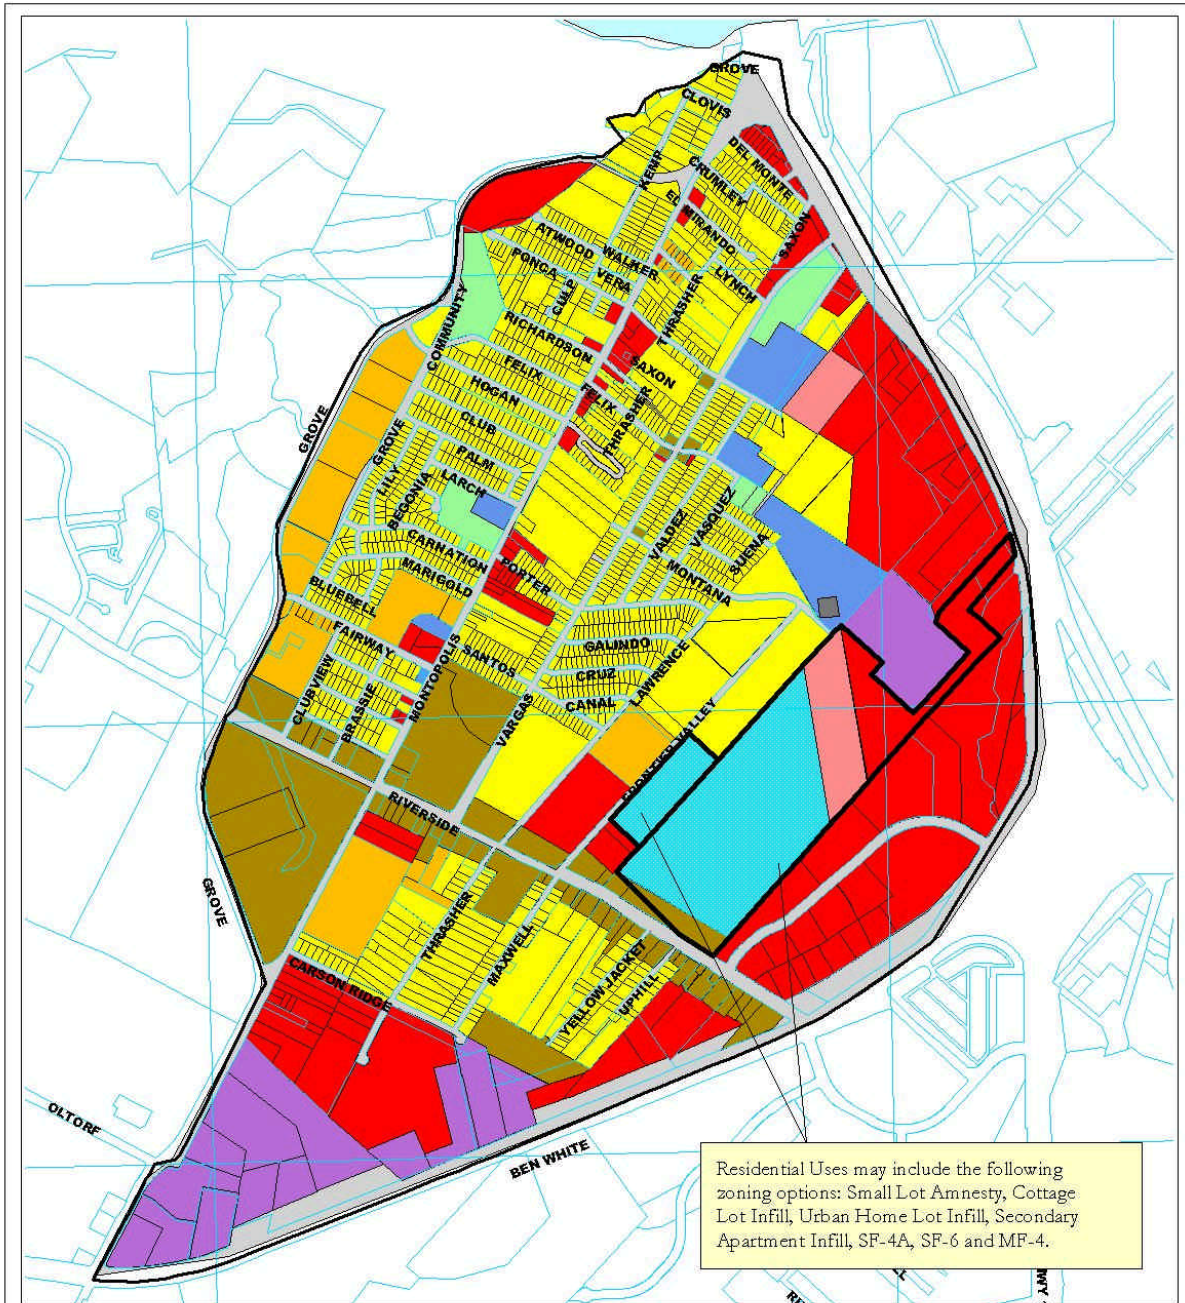 GROVE
CLOVIS
DEL MONTE
KEMP
CRUMLEY
EL MIRANDO
SAXON
ATWOOD
WALKER
FONCA
VERA
LYNCH
CULP
THRASHER
COMMUNITY
RICHARDSON
SAXON
FELIX
FELIX
HOGAN
THRASHER
GROVE
CLUB
GROVE
PALM
LILY
LARCH
BEGONIA
VASQUEZ
VALDEZ
SUENA
CARNATION
PORTER
MONTANA
MARIGOLD
BLUEBELL
FAIRWAY
GALINDO
SANTOS
CRUZ
LAWRENCE
CLUBVIEW
MONTOPOLIS
CANAL
BRASSIE
VARGAS
FRONTIER VALLEY
RIVERSIDE
GROVE
THRASHER
MAXWELL
CARSON RIDGE
YELLOW JACKET
UPHILL
OLTORF
BEN WHITE
Residential Uses may include the following
zoning options: Small Lot Amnesty, Cottage
Lot Infill, Urban Home Lot Infill, Secondary
Apartment Infill, SF-4A, SF-6 and MF-4.